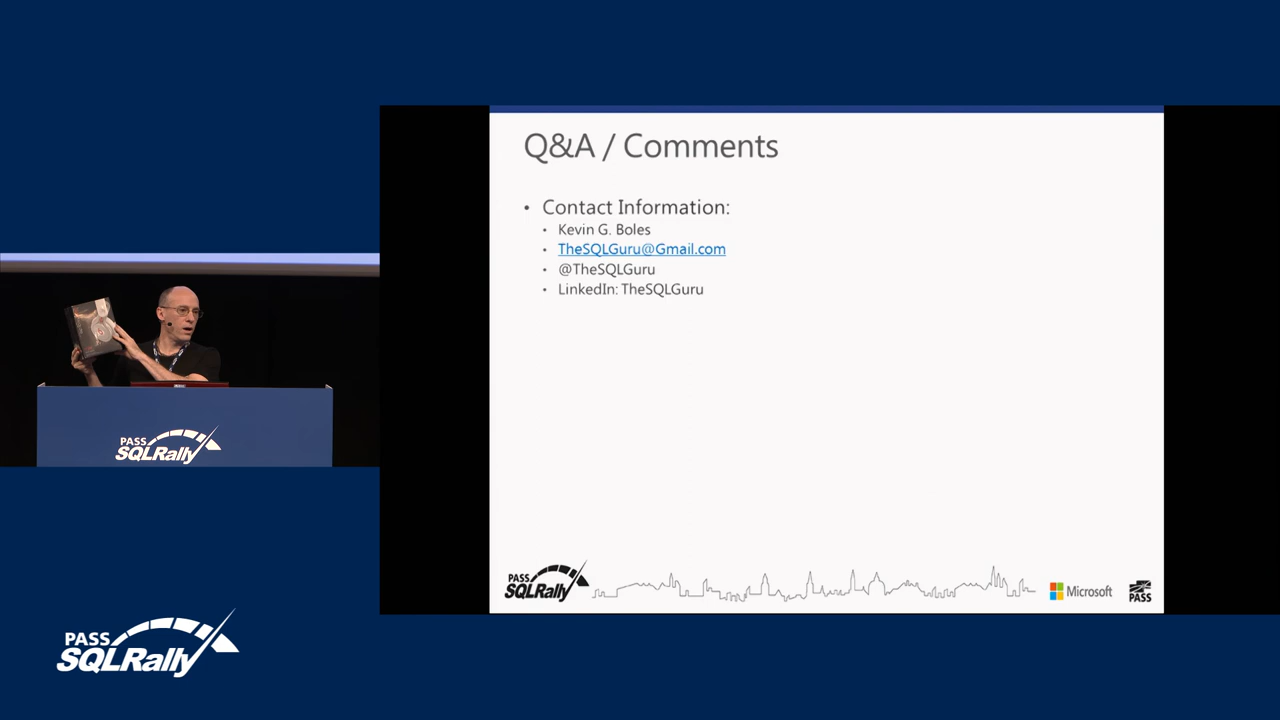 Q&A / Comments
• Contact Information:
• Kevin G. Boles
• TheSQLGuru@Gmail.com
• @TheSQLGuru
• LinkedIn: TheSQLGuru
PASS
SQLRally
PASS
SQLRally
Microsoft
PASS
PASS
SQLRally